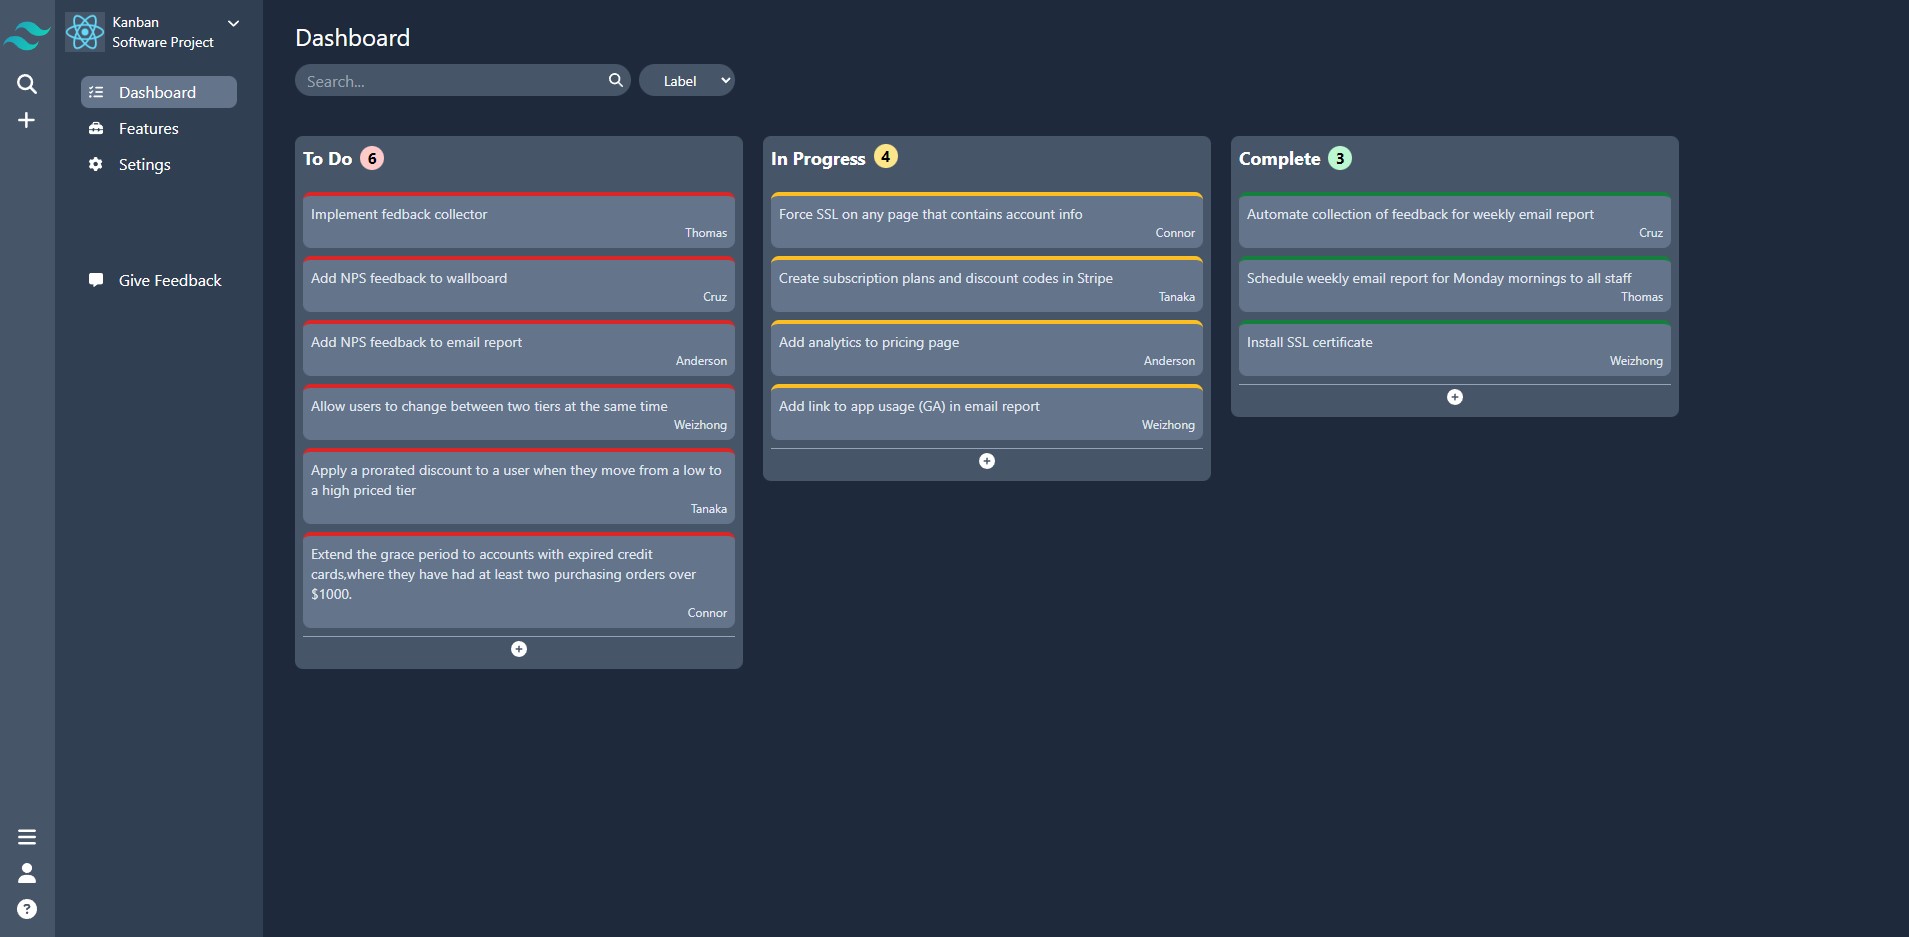 Kanban
Software Project
Dashboard
Features
Setings
Give Feedback
?
Dashboard
Search...
Label
To Do 6
Implement fedback collector
Thomas
Add NPS feedback to wallboard
Cruz
Add NPS feedback to email report
Anderson
Allow users to change between two tiers at the same time
Weizhong
Apply a prorated discount to a user when they move from a low to
a high priced tier
Tanaka
Extend the grace period to accounts with expired credit
cards,where they have had at least two purchasing orders over
$1000.
Connor
In Progress 4
Force SSL on any page that contains account info
Connor
Create subscription plans and discount codes in Stripe
Tanaka
Add analytics to pricing page
Anderson
Add link to app usage (GA) in email report
Weizhong
Complete 3
Automate collection of feedback for weekly email report
Cruz
Schedule weekly email report for Monday mornings to all staff
Thomas
Install SSL certificate
Weizhong